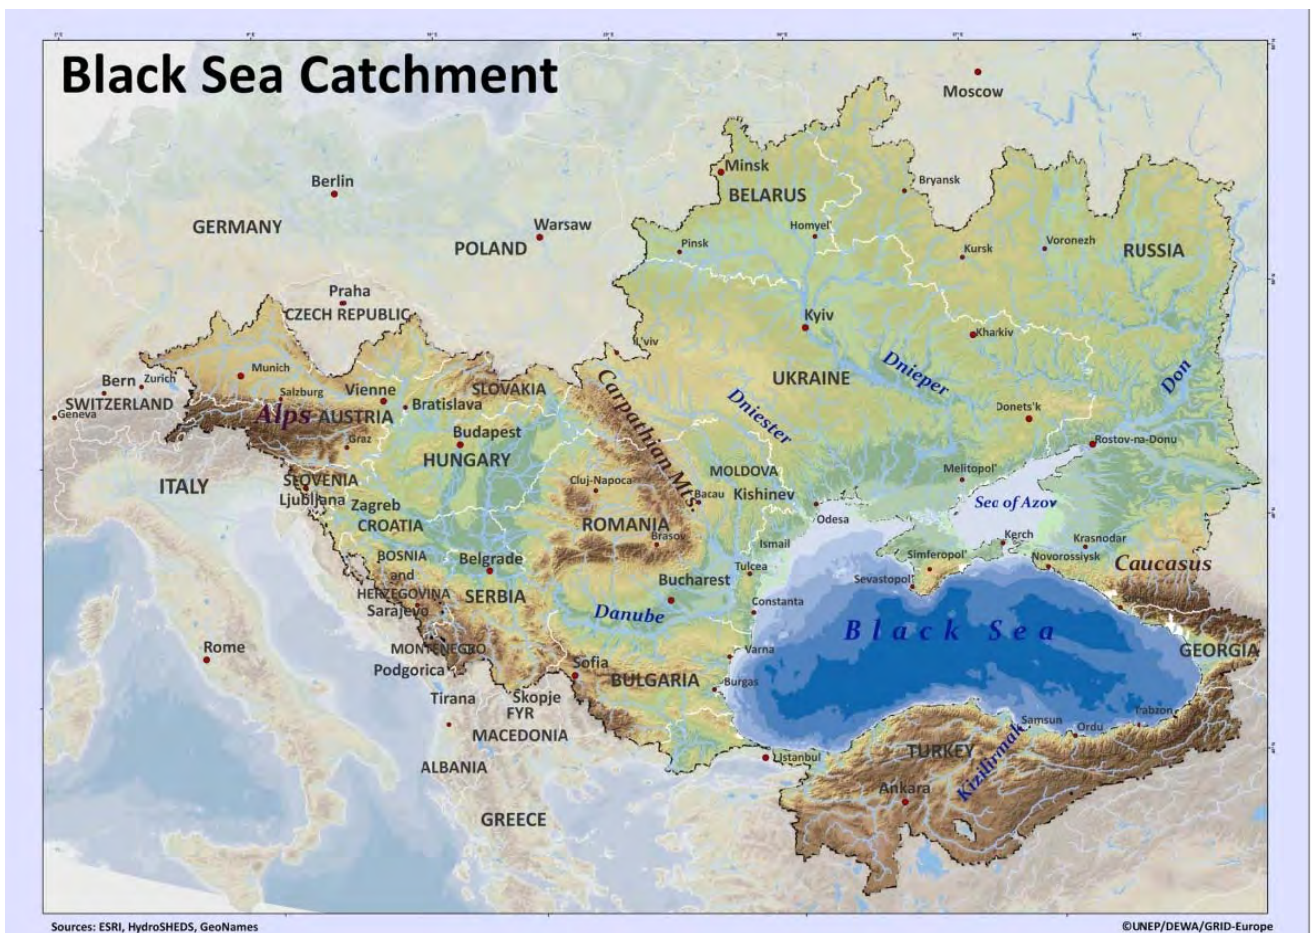 Black Sea Catchment
Moscow
Minsk
BELARUS
Bryansk
Berlin
GERMANY
Warsaw
POLAND
Homyel'
Pinsk
Kursk
Voronezh
RUSSIA
Praha
CZECH REPUBLIC
Kyiv
Kharkiv
L'viv
Munich
Bern
Zurich
SWITZERLAND
Geneva
Salzburg
Vienne
SLOVAKIA
Alps
AUSTRIA
Bratislava
Graz
Budapest
HUNGARY
Carpathian Mts.
UKRAINE
Dnieper
Dniester
Don
Donets'k
Rostov-na-Donu
ITALY
SLOVENIA
Ljubljana
Zagreb
CROATIA
Cluj-Napoca
MOLDOVA
Bacau
Kishinev
Melitopol'
Sea of Azov
Odesa
ROMANIA
Brasov
Ismail
Kerch
Krasnodar
Simferopol'
Novorossiysk
Caucasus
BOSNIA
and
HERZEGOVINA
Sarajevo
Belgrade
SERBIA
Bucharest
Tulcea
Sevastopol'
Danube
Constanta
Black Sea
Rome
MONTENEGRO
Podgorica
Sofia
BULGARIA
Varna
Burgas
GEORGIA
Tirana
Skopje
FYR
MACEDONIA
ALBANIA
GREECE
Istanbul
TURKEY
Kizilirmak
Samsun
Ordu
Trabzon
Ankara
Sources: ESRI, HydroSHEDS, GeoNames
©UNEP/DEWA/GRID-Europe